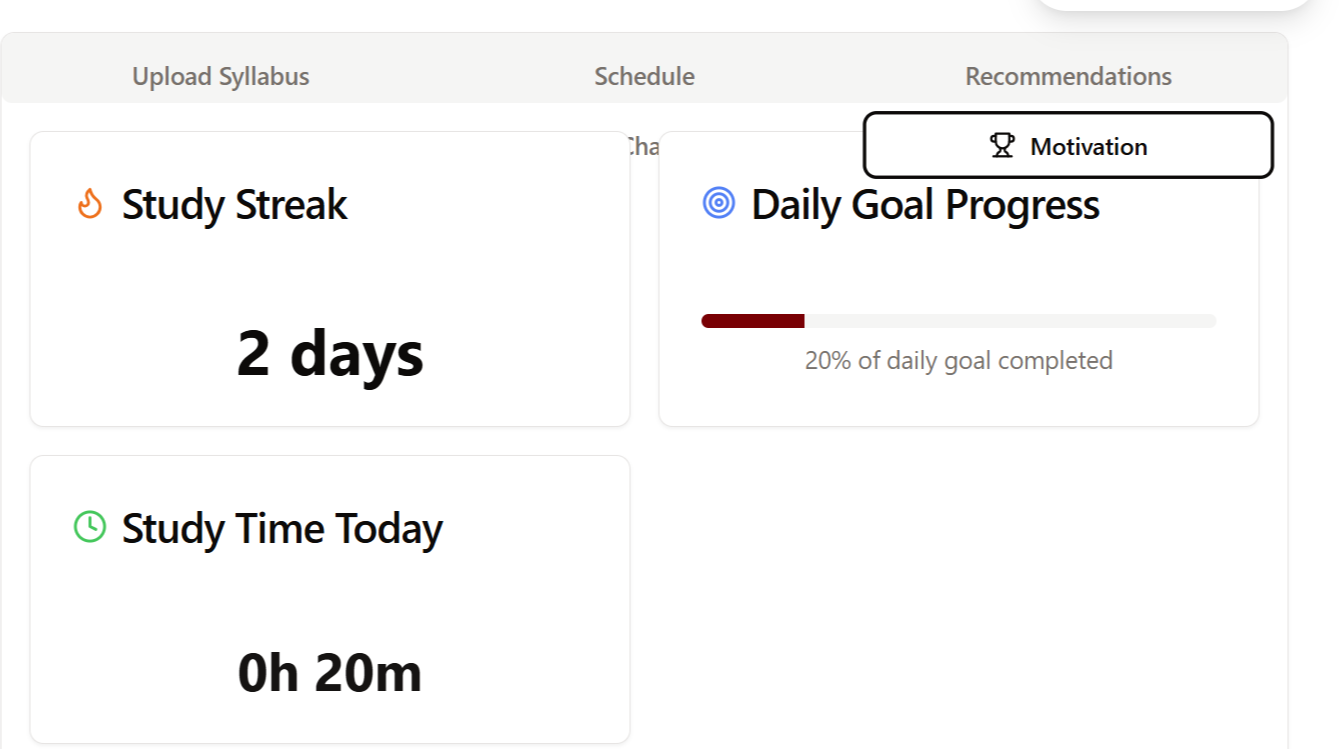 Upload Syllabus
Schedule
Recommendations
Motivation
Study Streak
2 days
Daily Goal Progress
20% of daily goal completed
Study Time Today
0h 20m